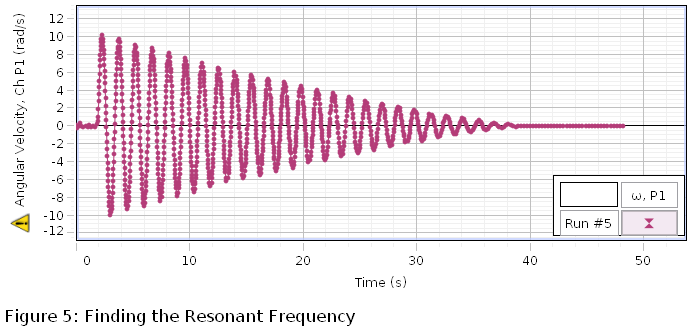 Angular Velocity, Ch P1 (rad/s)
12
10
8
6
4
2
0
-2
-4
-6
-8
-10
-12
ω, P1
Run #5
0 10 20 30 40 50
Time (s)
Figure 5: Finding the Resonant Frequency